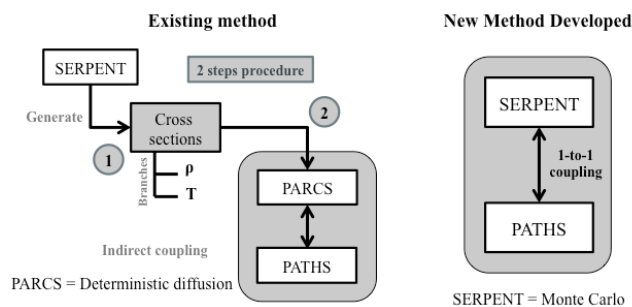 Existing method
New Method Developed
SERPENT
2 steps procedure
Generate
Cross
sections
1
2
Branches
ρ
T
PARCS
Indirect coupling
PATHS
PARCS = Deterministic diffusion
SERPENT
1-to-1
coupling
PATHS
SERPENT = Monte Carlo